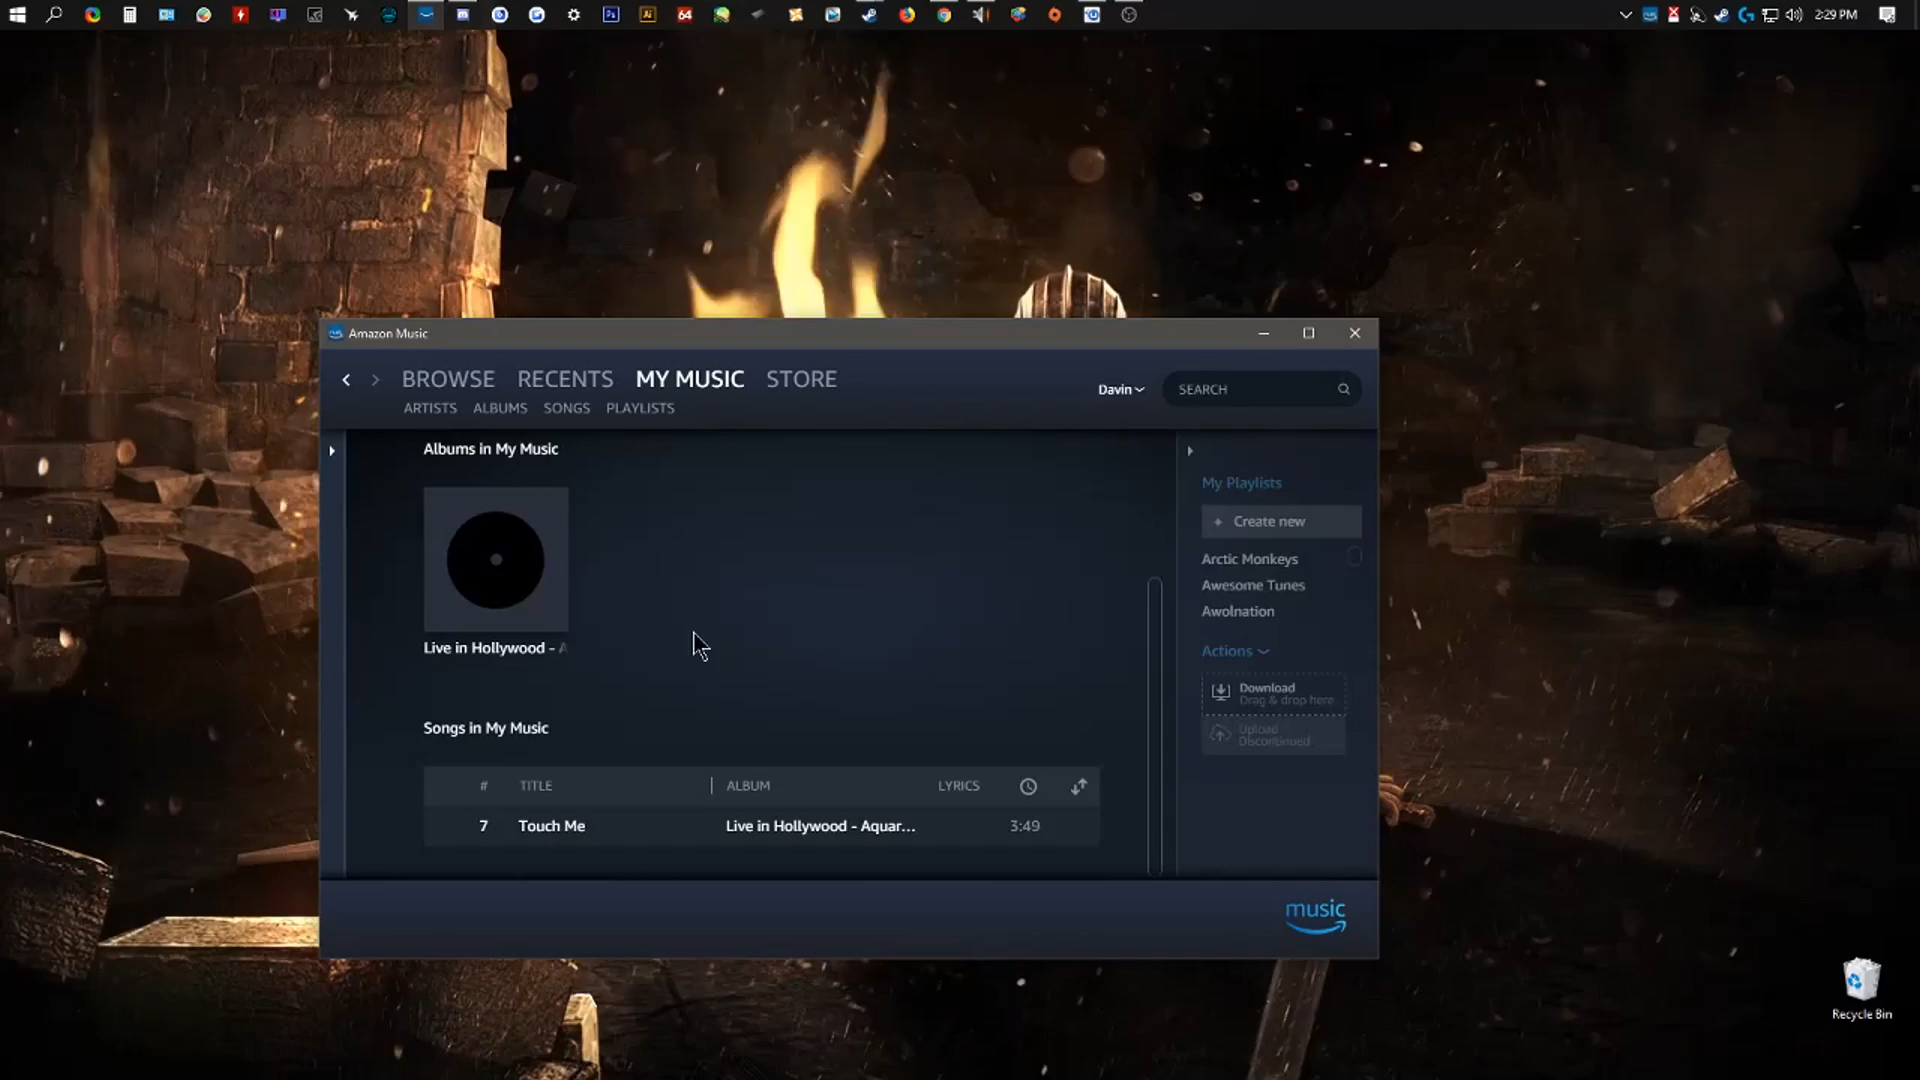 64
2:29 PM
Amazon Music
BROWSE RECENTS MY MUSIC STORE
ARTISTS ALBUMS SONGS PLAYLISTS
Davin
SEARCH
Albums in My Music
Live in Hollywood -
Songs in My Music
# TITLE ALBUM LYRICS
7 Touch Me Live in Hollywood - Aquar... 3:49
My Playlists
+ Create new
Arctic Monkeys
Awesome Tunes
Awolnation
Actions
Download
Drag & drop here
Upload
Discontinued
music
Recycle Bin